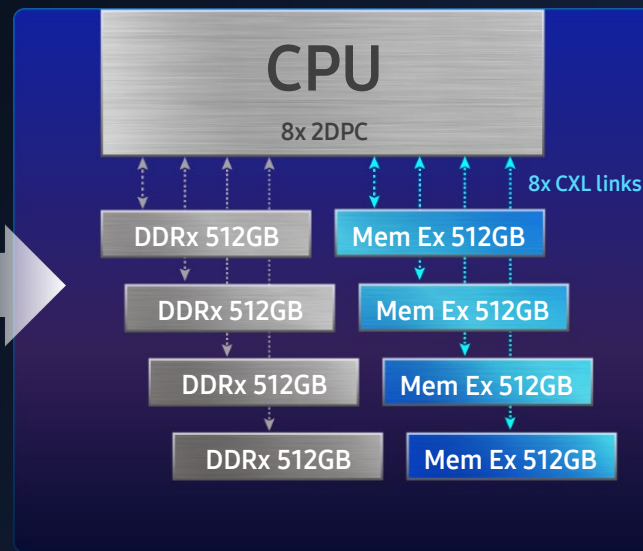 CPU
8x 2DPC
8x CXL links
DDRx 512GB
Mem Ex 512GB
DDRx 512GB
Mem Ex 512GB
DDRx 512GB
Mem Ex 512GB
DDRx 512GB
Mem Ex 512GB